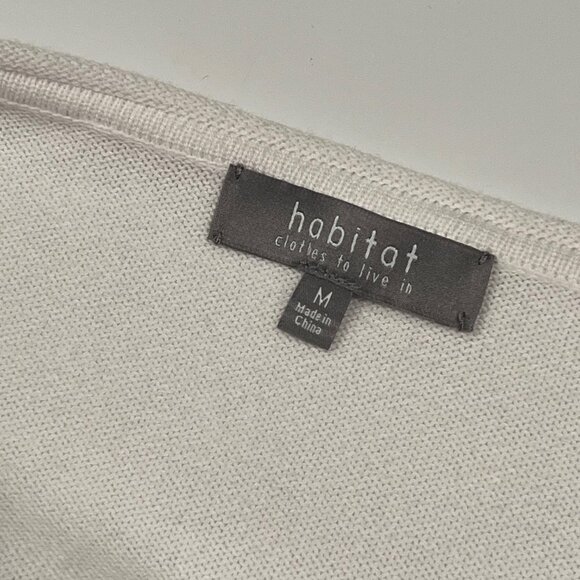 habitat
clothes to live in
M
Made in
China